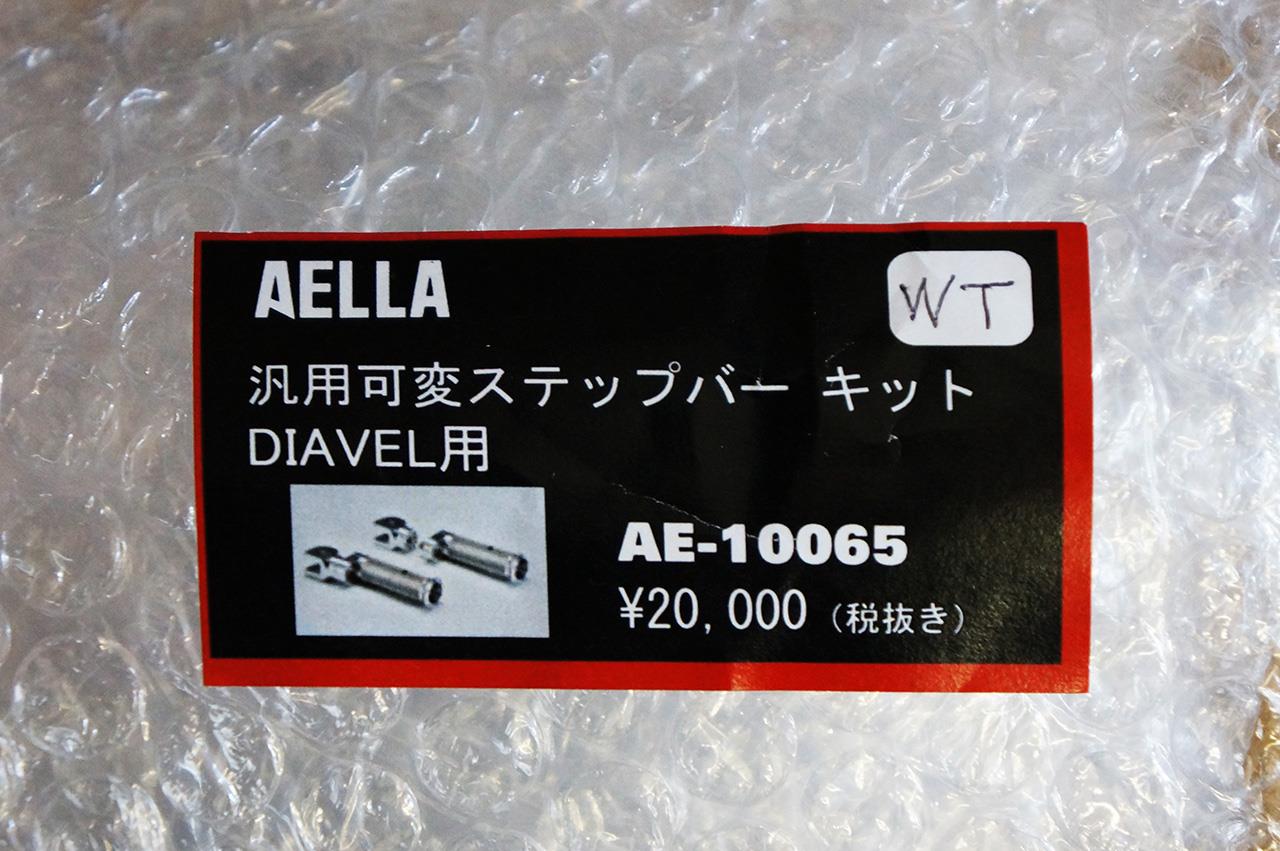 AELLA
WT
汎用可変ステップバー キット
DIAVEL用
AE-10065
¥20,000 (税抜き)